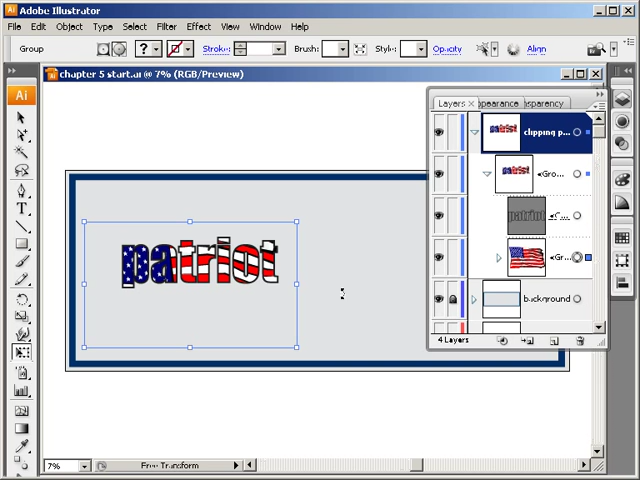 Adobe Illustrator
File Edit Object Type Select Filter Effect View Window Help
Group
?
Stroke:
Brush:
Style:
Opacity
Align
chapter 5 start.ai @ 7% (RGB/Preview)
Ai
Layers × ppearance nsparency
clipping p...
<Gro...
<C...
<Gr...
background
4 Layers
patriot
7%
Free Transform